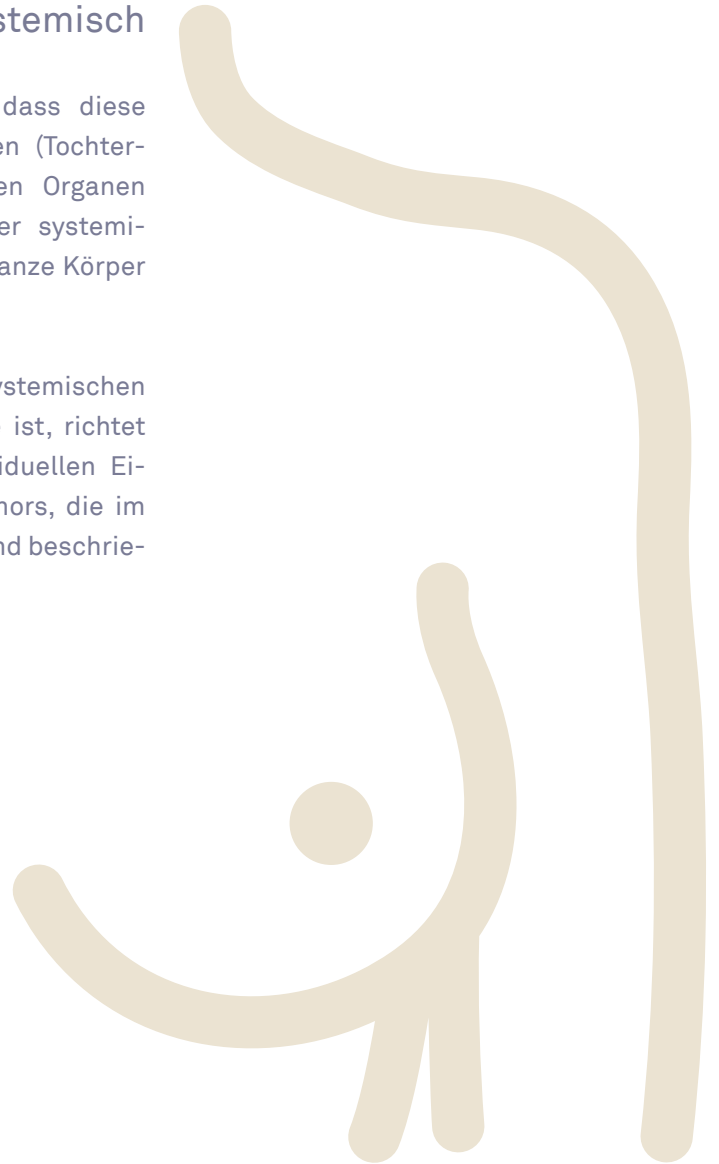 stemisch
dass diese
en (Tochter-
en Organen
er systemi-
anze Körper
ystemischen
ist, richtet
iduellen Ei-
mors, die im
nd beschrie-